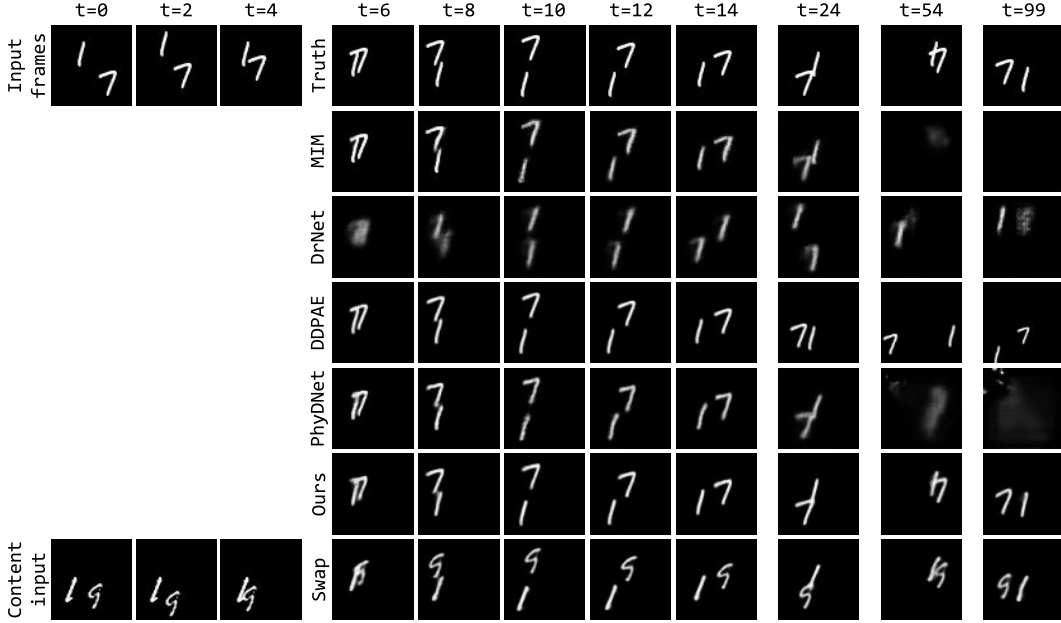 t=0 t=2 t=4 t=6 t=8 t=10 t=12 t=14 t=24 t=54 t=99
Input
frames
Truth
MIM
DrNet
DDPAE
PhyDNet
Ours
Content
input
Swap